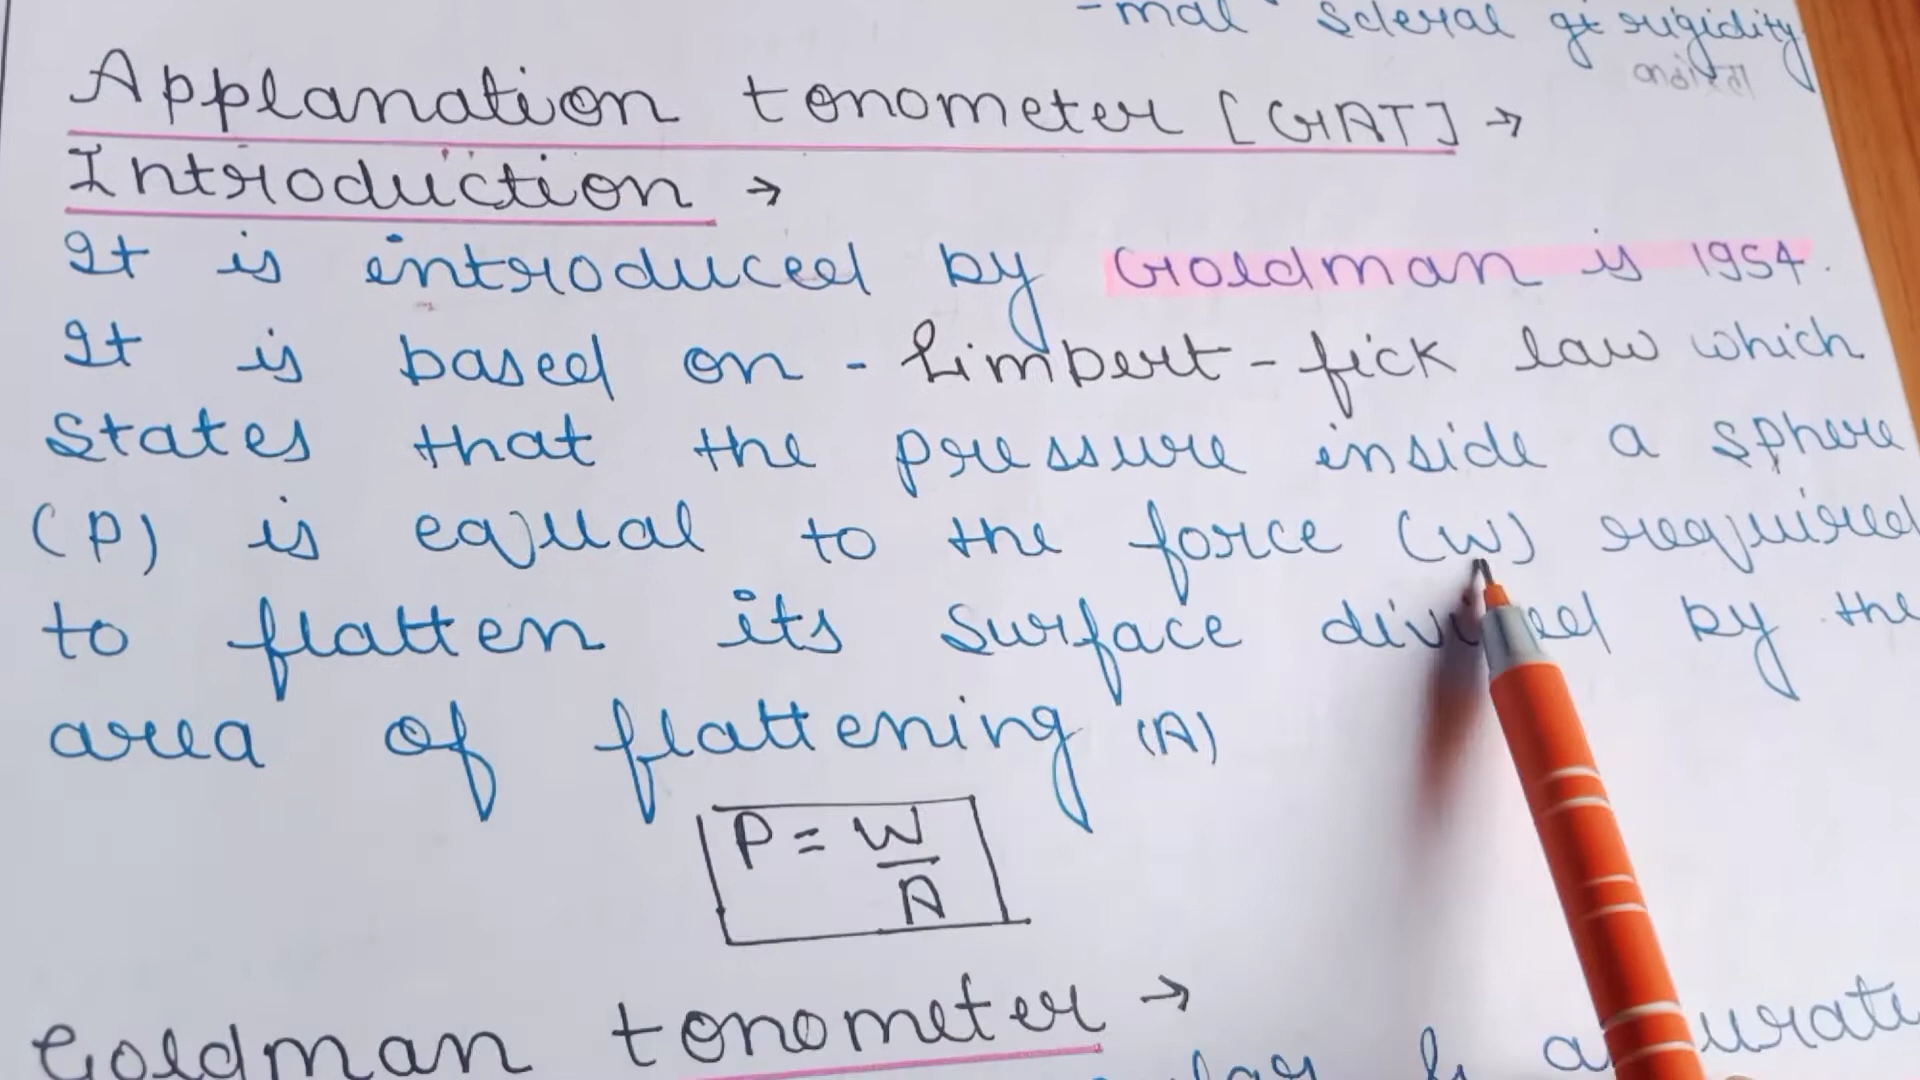 -mal scleral rigidity
Applanation tonometer [GAT] →
Introduction →
It is introduced by Goldman is 1954.
It is based on - Limbert-fick law which
states that the pressure inside a sphere
(P) is equal to the force (W) required
to flatten its surface divided by the
area of flattening (A)
P = W
A
Goldman tonometer →